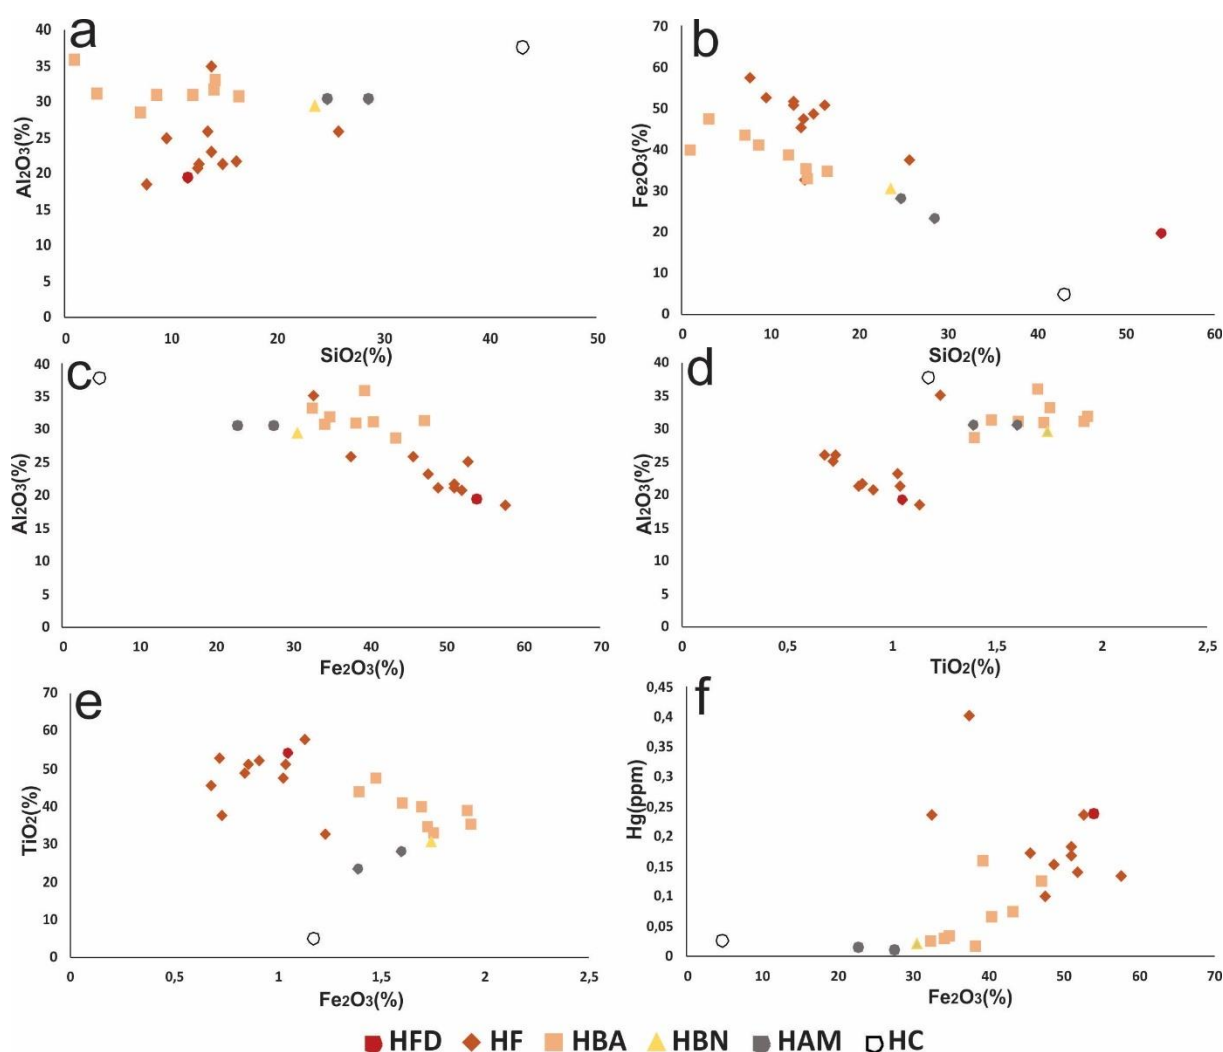 a
40
35
30
25
20
15
10
5
0
Al2O3(%)
0 10 20 30 40 50
SiO2(%)
b
70
60
50
40
30
20
10
0
Fe2O3(%)
0 10 20 30 40 50 60
SiO2(%)
c
40
35
30
25
20
15
10
5
0
Al2O3(%)
0 10 20 30 40 50 60 70
Fe2O3(%)
d
40
35
30
25
20
15
10
5
0
Al2O3(%)
0 0,5 1 1,5 2 2,5
TiO2(%)
e
70
60
50
40
30
20
10
0
TiO2(%)
0 0,5 1 1,5 2 2,5
Fe2O3(%)
f
0,45
0,4
0,35
0,3
0,25
0,2
0,15
0,1
0,05
0
Hg(ppm)
0 10 20 30 40 50 60 70
Fe2O3(%)
HFD HF HBA HBN HAM HC